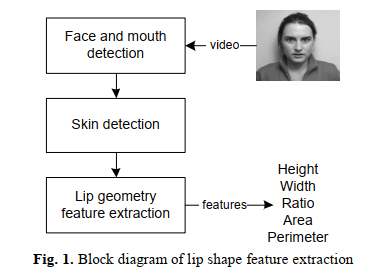 Face and mouth
detection
video
Skin detection
Lip geometry
feature extraction
features
Height
Width
Ratio
Area
Perimeter
Fig. 1. Block diagram of lip shape feature extraction